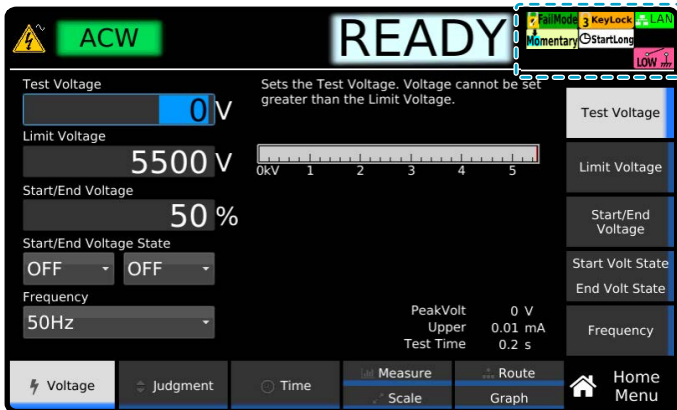 ACW
READY
FailMode 3 KeyLock LAN
Momentary StartLong
LOW
Test Voltage
0 V
Limit Voltage
5500 V
Start/End Voltage
50 %
Start/End Voltage State
OFF OFF
Frequency
50Hz
Sets the Test Voltage. Voltage cannot be set
greater than the Limit Voltage.
0kV 1 2 3 4 5
PeakVolt 0 V
Upper 0.01 mA
Test Time 0.2 s
Test Voltage
Limit Voltage
Start/End
Voltage
Start Volt State
End Volt State
Frequency
Voltage
Judgment
Time
Measure
Scale
Route
Graph
Home
Menu